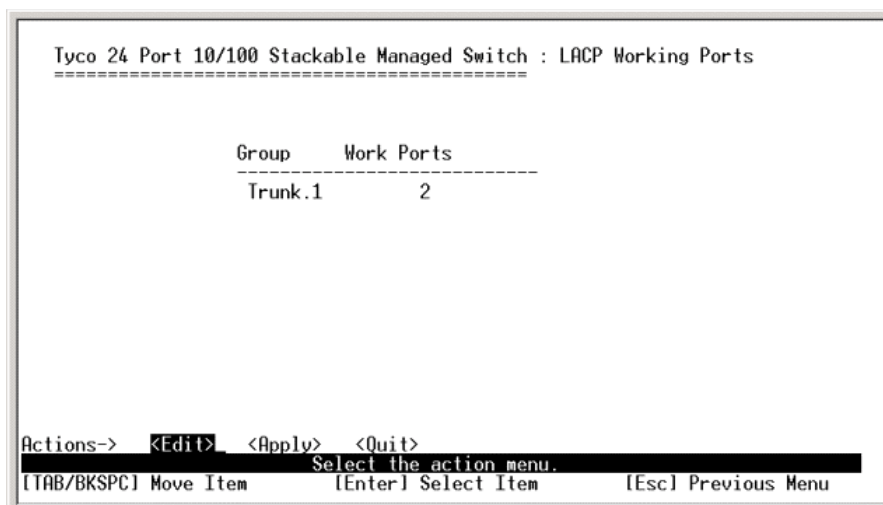 Tyco 24 Port 10/100 Stackable Managed Switch : LACP Working Ports
============================================
Group Work Ports
----------------------------
Trunk.1 2
Actions-> <Edit> <Apply> <Quit>
Select the action menu.
[TAB/BKSPC] Move Item [Enter] Select Item [Esc] Previous Menu